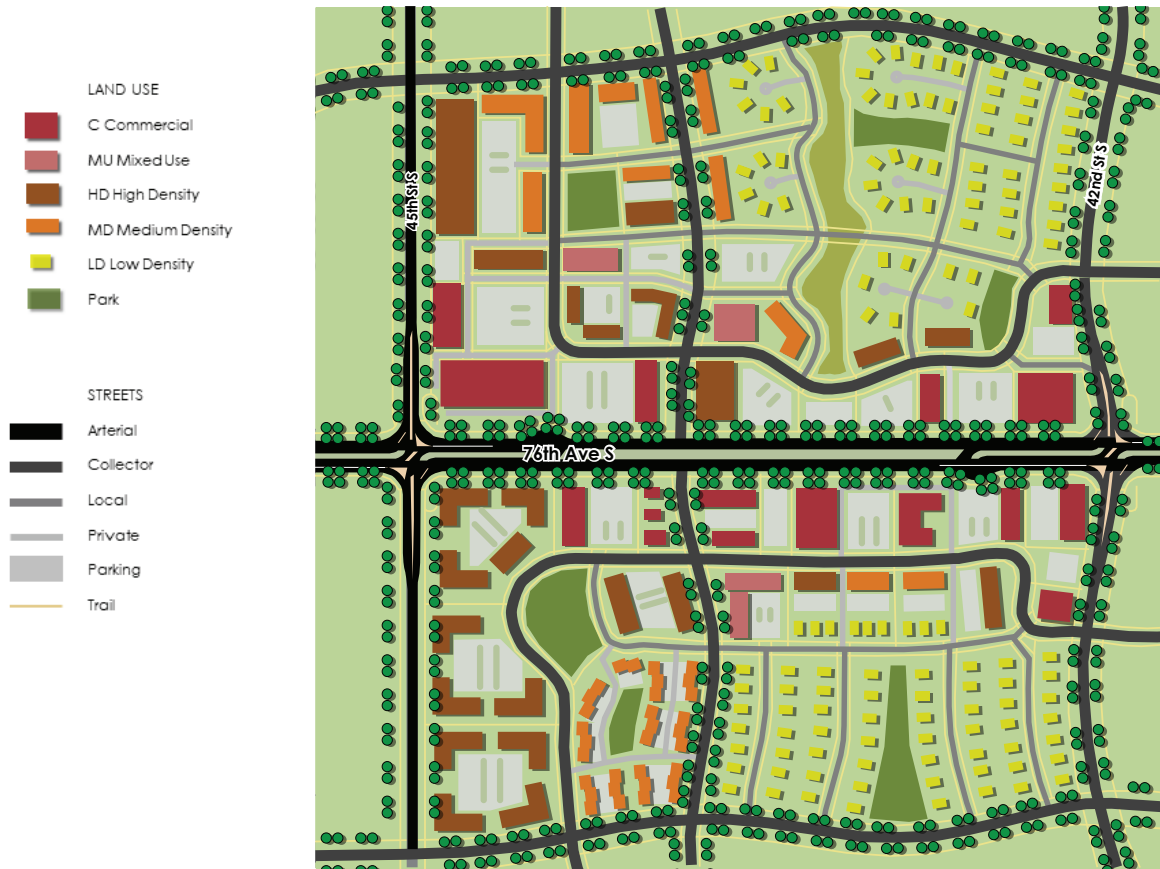 LAND USE
C Commercial
MU Mixed Use
HD High Density
MD Medium Density
LD Low Density
Park
STREETS
Arterial
Collector
Local
Private
Parking
Trail
45th St S
42nd St S
76th Ave S